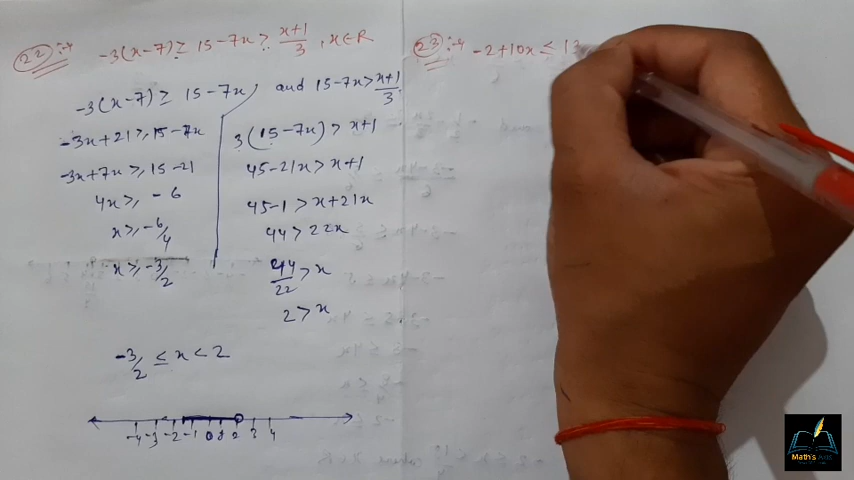 22 :→ -3(x-7) ≥ 15-7x > x+1/3 , x∈R
-3(x-7) ≥ 15-7x
-3x+21 ≥ 15-7x
-3x+7x ≥ 15-21
4x ≥ -6
x ≥ -6/4
x ≥ -3/2
and 15-7x > x+1/3
3(15-7x) > x+1
45-21x > x+1
45-1 > x+21x
44 > 22x
44/22 > x
2 > x
-3/2 ≤ x < 2
-4 -3 -2 -1 0 1 2 3 4
23 :→ -2+10x ≤ 13
Math's